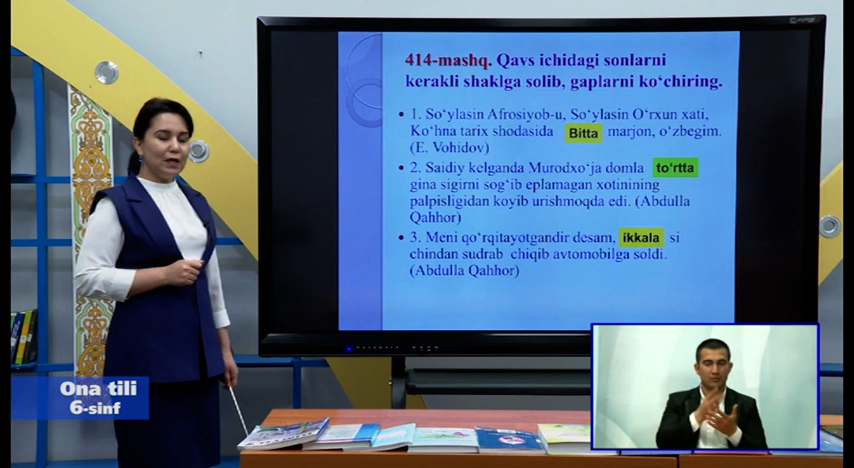 414-mashq. Qavs ichidagi sonlarni
kerakli shaklga solib, gaplarni ko‘chiring.
• 1. So‘ylasin Afrosiyob-u, So‘ylasin O‘rxun xati,
Ko‘hna tarix shodasida Bitta marjon, o‘zbegim.
(E. Vohidov)
• 2. Saidiy kelganda Murodxo‘ja domla to‘rtta
gina sigirni sog‘ib eplamagan xotinining
palpisligidan koyib urishmoqda edi. (Abdulla
Qahhor)
• 3. Meni qo‘rqitayotgandir desam, ikkala si
chindan sudrab chiqib avtomobilga soldi.
(Abdulla Qahhor)
Ona tili
6-sinf